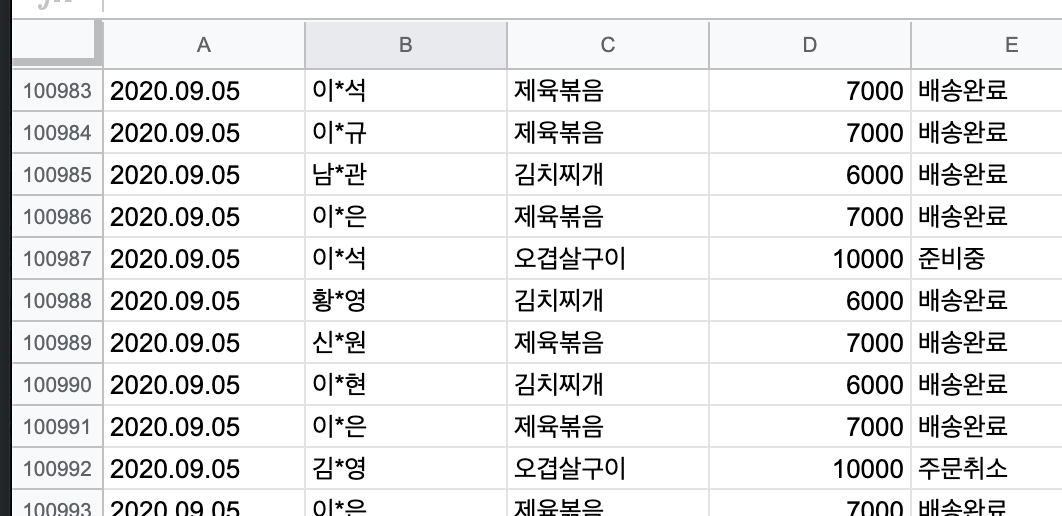 A B C D E
100983 2020.09.05 이*석 제육볶음 7000 배송완료
100984 2020.09.05 이*규 제육볶음 7000 배송완료
100985 2020.09.05 남*관 김치찌개 6000 배송완료
100986 2020.09.05 이*은 제육볶음 7000 배송완료
100987 2020.09.05 이*석 오겹살구이 10000 준비중
100988 2020.09.05 황*영 김치찌개 6000 배송완료
100989 2020.09.05 신*원 제육볶음 7000 배송완료
100990 2020.09.05 이*현 김치찌개 6000 배송완료
100991 2020.09.05 이*은 제육볶음 7000 배송완료
100992 2020.09.05 김*영 오겹살구이 10000 주문취소
100993 2020.09.05 이*은 제육볶음 7000 배송완료